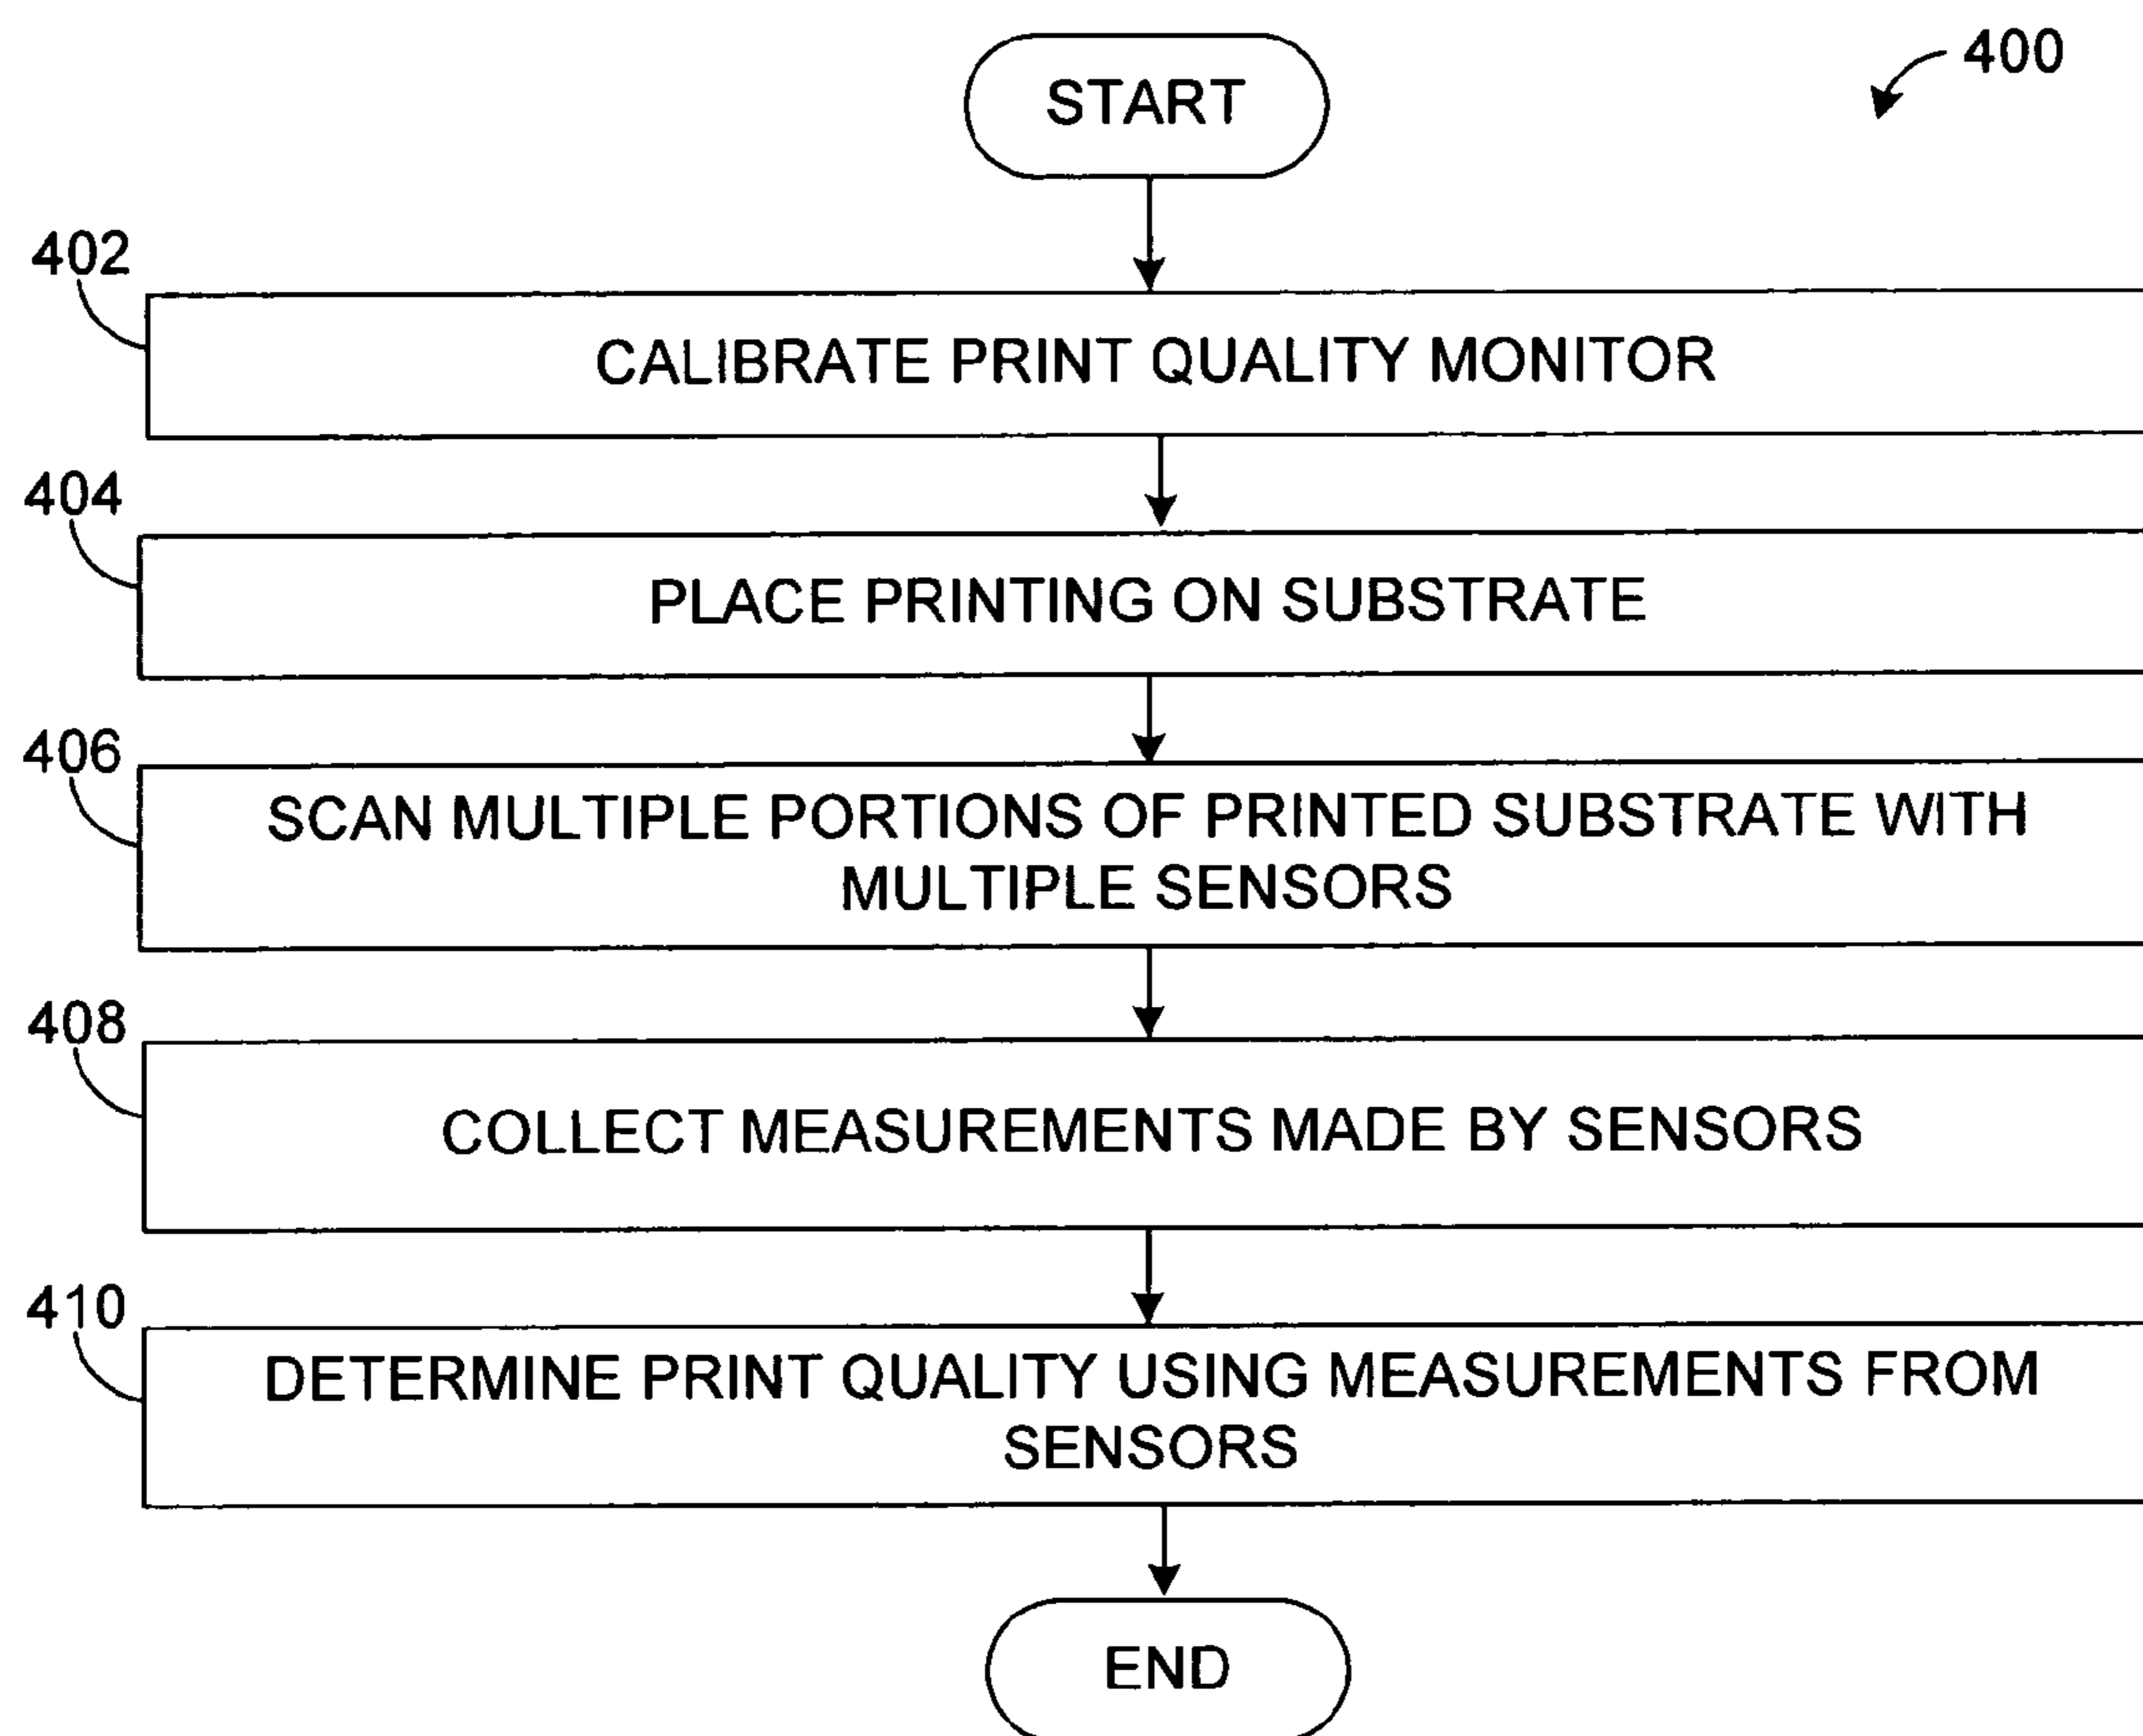 START
400
402
CALIBRATE PRINT QUALITY MONITOR
404
PLACE PRINTING ON SUBSTRATE
406
SCAN MULTIPLE PORTIONS OF PRINTED SUBSTRATE WITH
MULTIPLE SENSORS
408
COLLECT MEASUREMENTS MADE BY SENSORS
410
DETERMINE PRINT QUALITY USING MEASUREMENTS FROM
SENSORS
END